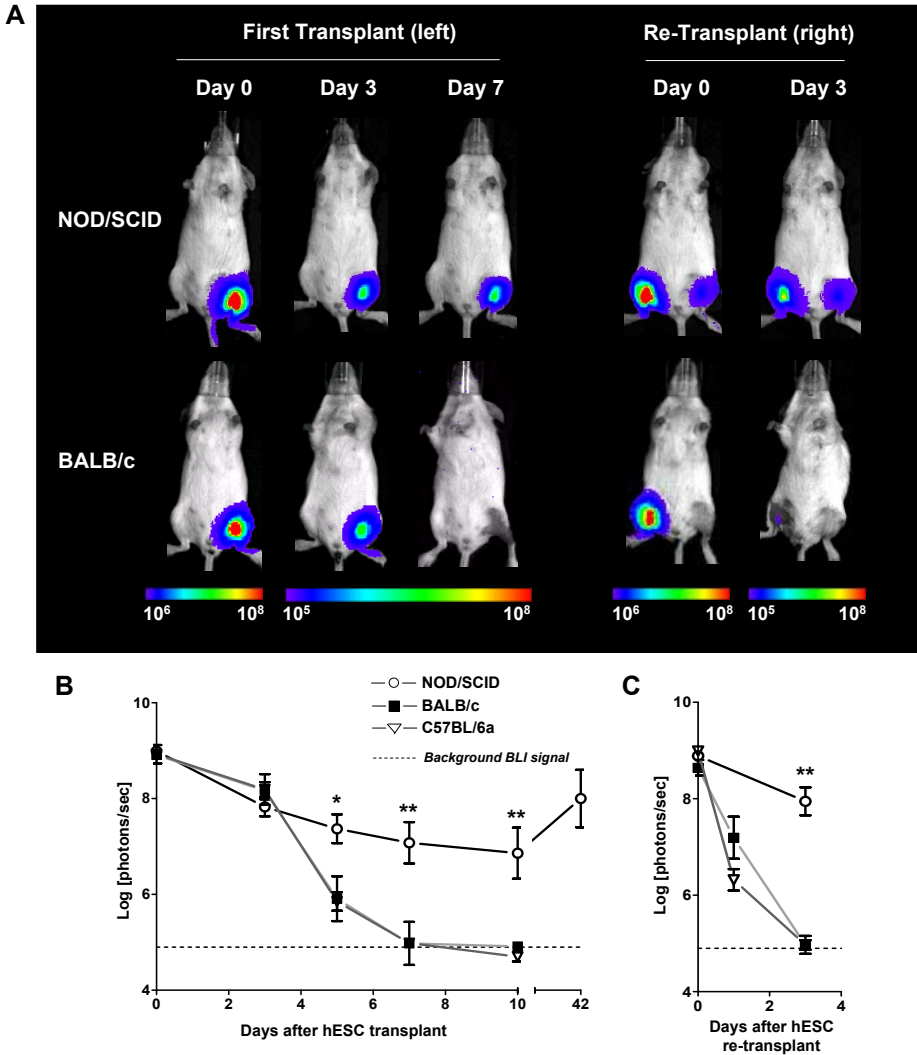 A
First Transplant (left)
Re-Transplant (right)
Day 0
Day 3
Day 7
Day 0
Day 3
NOD/SCID
BALB/c
10⁶ 10⁸
10⁵ 10⁸
10⁶ 10⁸
10⁵ 10⁸
B
NOD/SCID
BALB/c
C57BL/6a
Background BLI signal
Log [photons/sec]
10
8
6
4
*
**
**
0 2 4 6 8 10 42
Days after hESC transplant
C
Log [photons/sec]
10
8
6
4
**
0 1 2 3 4
Days after hESC
re-transplant